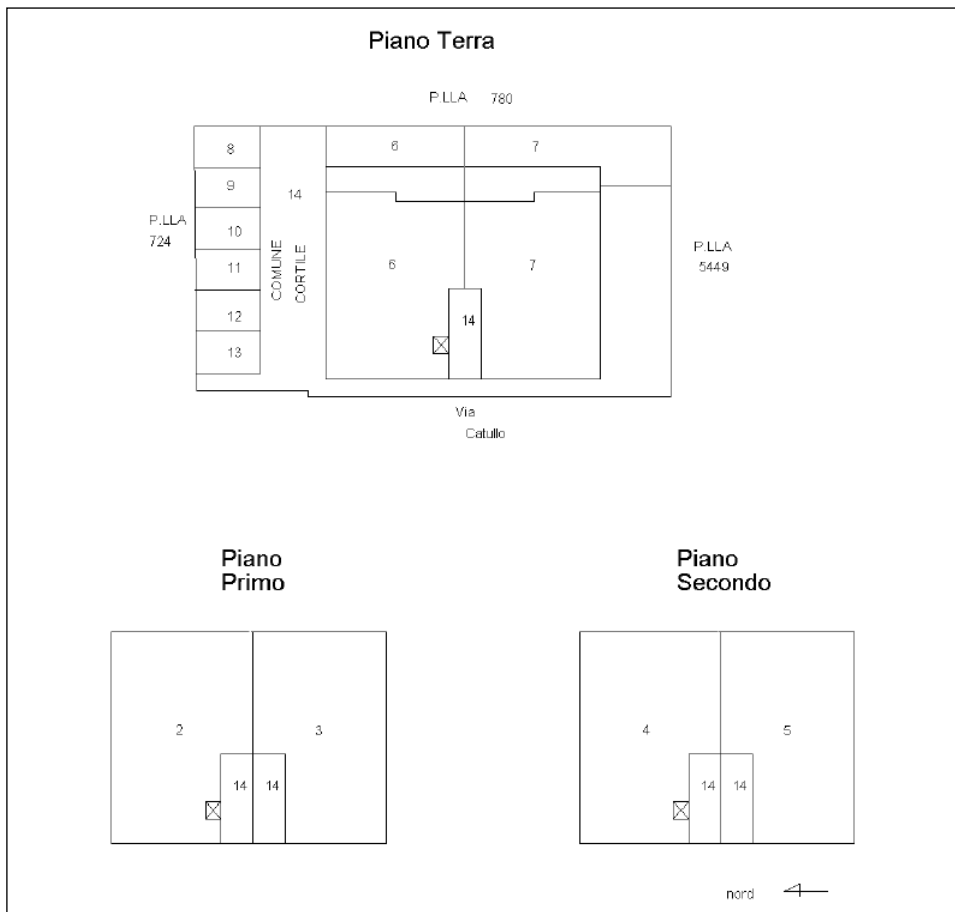 Piano Terra
P.LLA 780
8
6
7
9
14
P.LLA
724
10
COMUNE
CORTILE
6
7
P.LLA
5449
11
12
14
13
Via
Catullo
Piano
Primo
Piano
Secondo
2
3
4
5
14
14
14
14
nord